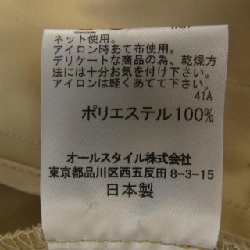 ネット使用。
アイロン時あて布使用。
デリケートな商品の為、乾燥方
法には十分お気を付け下さい。
アイロンは軽くめてて下さい。
41A
ポリエステル100%
オールスタイル株式会社
東京都品川区西五反田8-3-15
日本製